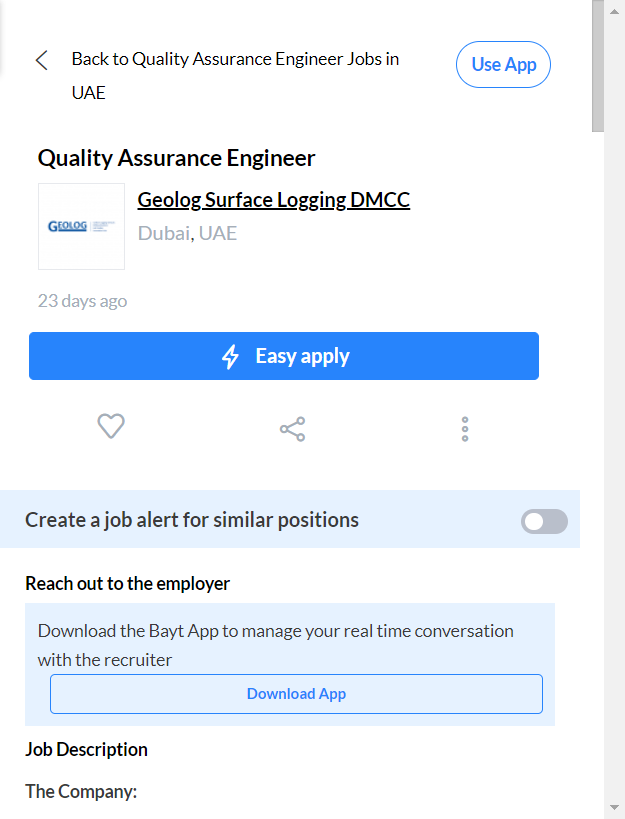 Back to Quality Assurance Engineer Jobs in
UAE
Use App
Quality Assurance Engineer
GEOLOG
Geolog Surface Logging DMCC
Dubai, UAE
23 days ago
Easy apply
Create a job alert for similar positions
Reach out to the employer
Download the Bayt App to manage your real time conversation
with the recruiter
Download App
Job Description
The Company: